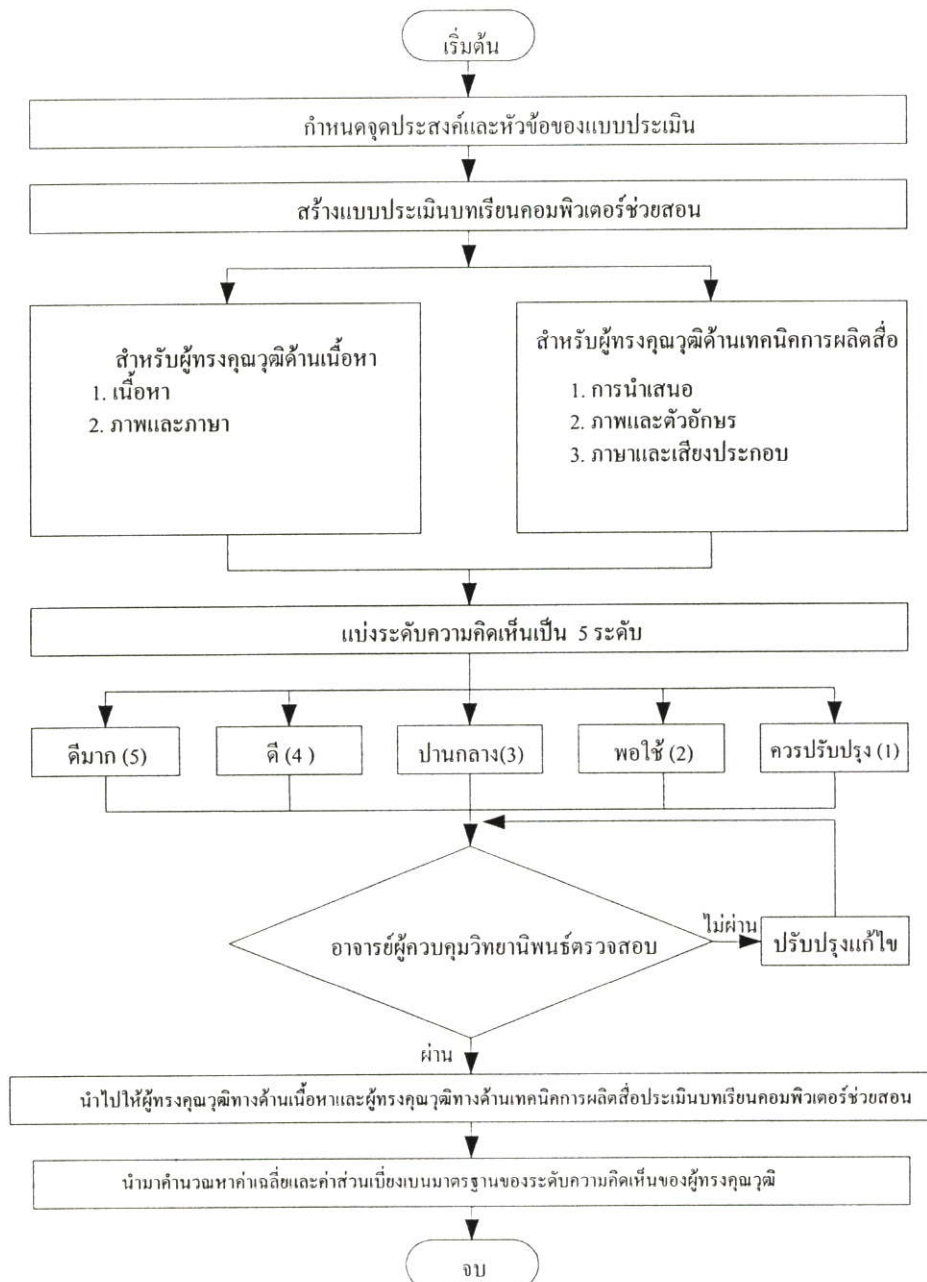 เริ่มต้น
กำหนดจุดประสงค์และหัวข้อของแบบประเมิน
สร้างแบบประเมินบทเรียนคอมพิวเตอร์ช่วยสอน
สำหรับผู้ทรงคุณวุฒิด้านเนื้อหา
1. เนื้อหา
2. ภาพและภาษา
สำหรับผู้ทรงคุณวุฒิด้านเทคนิคการผลิตสื่อ
1. การนำเสนอ
2. ภาพและตัวอักษร
3. ภาษาและเสียงประกอบ
แบ่งระดับความคิดเห็นเป็น 5 ระดับ
ดีมาก (5)
ดี (4 )
ปานกลาง(3)
พอใช้ (2)
ควรปรับปรุง (1)
อาจารย์ผู้ควบคุมวิทยานิพนธ์ตรวจสอบ
ไม่ผ่าน
ปรับปรุงแก้ไข
ผ่าน
นำไปให้ผู้ทรงคุณวุฒิทางด้านเนื้อหาและผู้ทรงคุณวุฒิทางด้านเทคนิคการผลิตสื่อประเมินบทเรียนคอมพิวเตอร์ช่วยสอน
นำมาคำนวณหาค่าเฉลี่ยและค่าส่วนเบี่ยงเบนมาตรฐานของระดับความคิดเห็นของผู้ทรงคุณวุฒิ
จบ